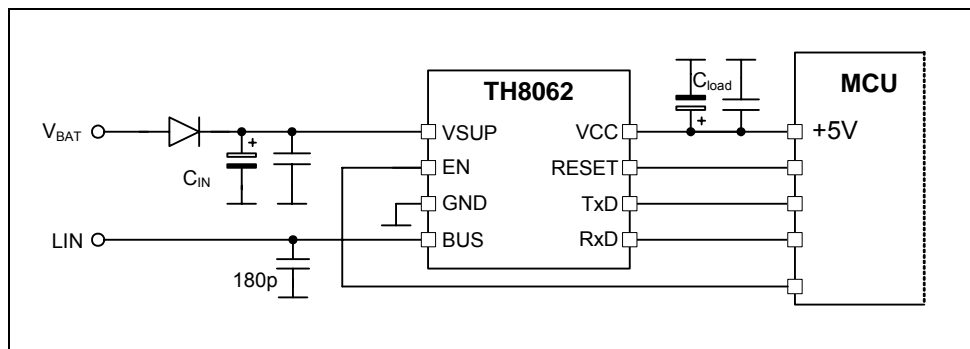 TH8062
MCU
C_load
+
V_BAT
VSUP
VCC
+5V
+
C_IN
EN
RESET
GND
TxD
LIN
BUS
RxD
180p